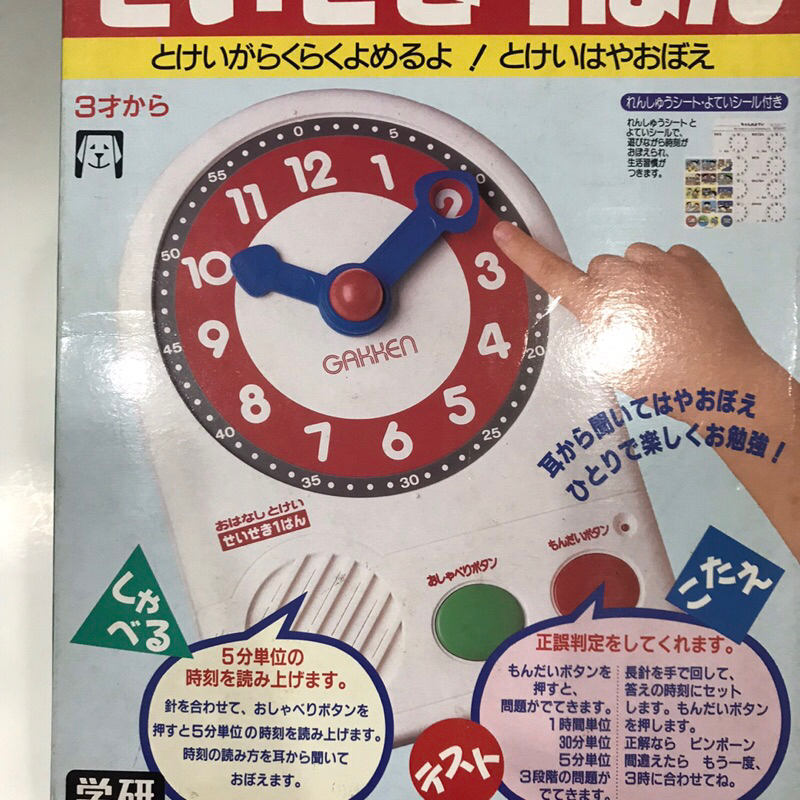 せいせき1ばん
とけいがらくらくよめるよ！とけいはやおぼえ
3才から
れんしゅうシート・よていシール付き
れんしゅうシートと
よていシールで、
遊びながら時刻が
おぼえられ、
生活習慣が
つきます。
0
5
55
50
45
40
35
30
25
20
0
12
1
2
3
4
5
6
7
8
9
10
11
GAKKEN
耳から聞いてはやおぼえ
ひとりで楽しくお勉強！
おはなしとけい
せいせき1ばん
おしゃべりボタン
もんだいボタン
しゃ
べる
こたえ
5分単位の
時刻を読み上げます。
針を合わせて、おしゃべりボタンを
押すと5分単位の時刻を読み上げます。
時刻の読み方を耳から聞いて
おぼえます。
テスト
正誤判定をしてくれます。
もんだいボタンを
押すと、
問題がでてきます。
1時間単位
30分単位
5分単位
3段階の問題が
でてきます。
長針を手で回して、
答えの時刻にセット
します。もんだいボタン
を押します。
正解なら ピンポーン
間違えたら もう一度、
3時に合わせてね。
学研